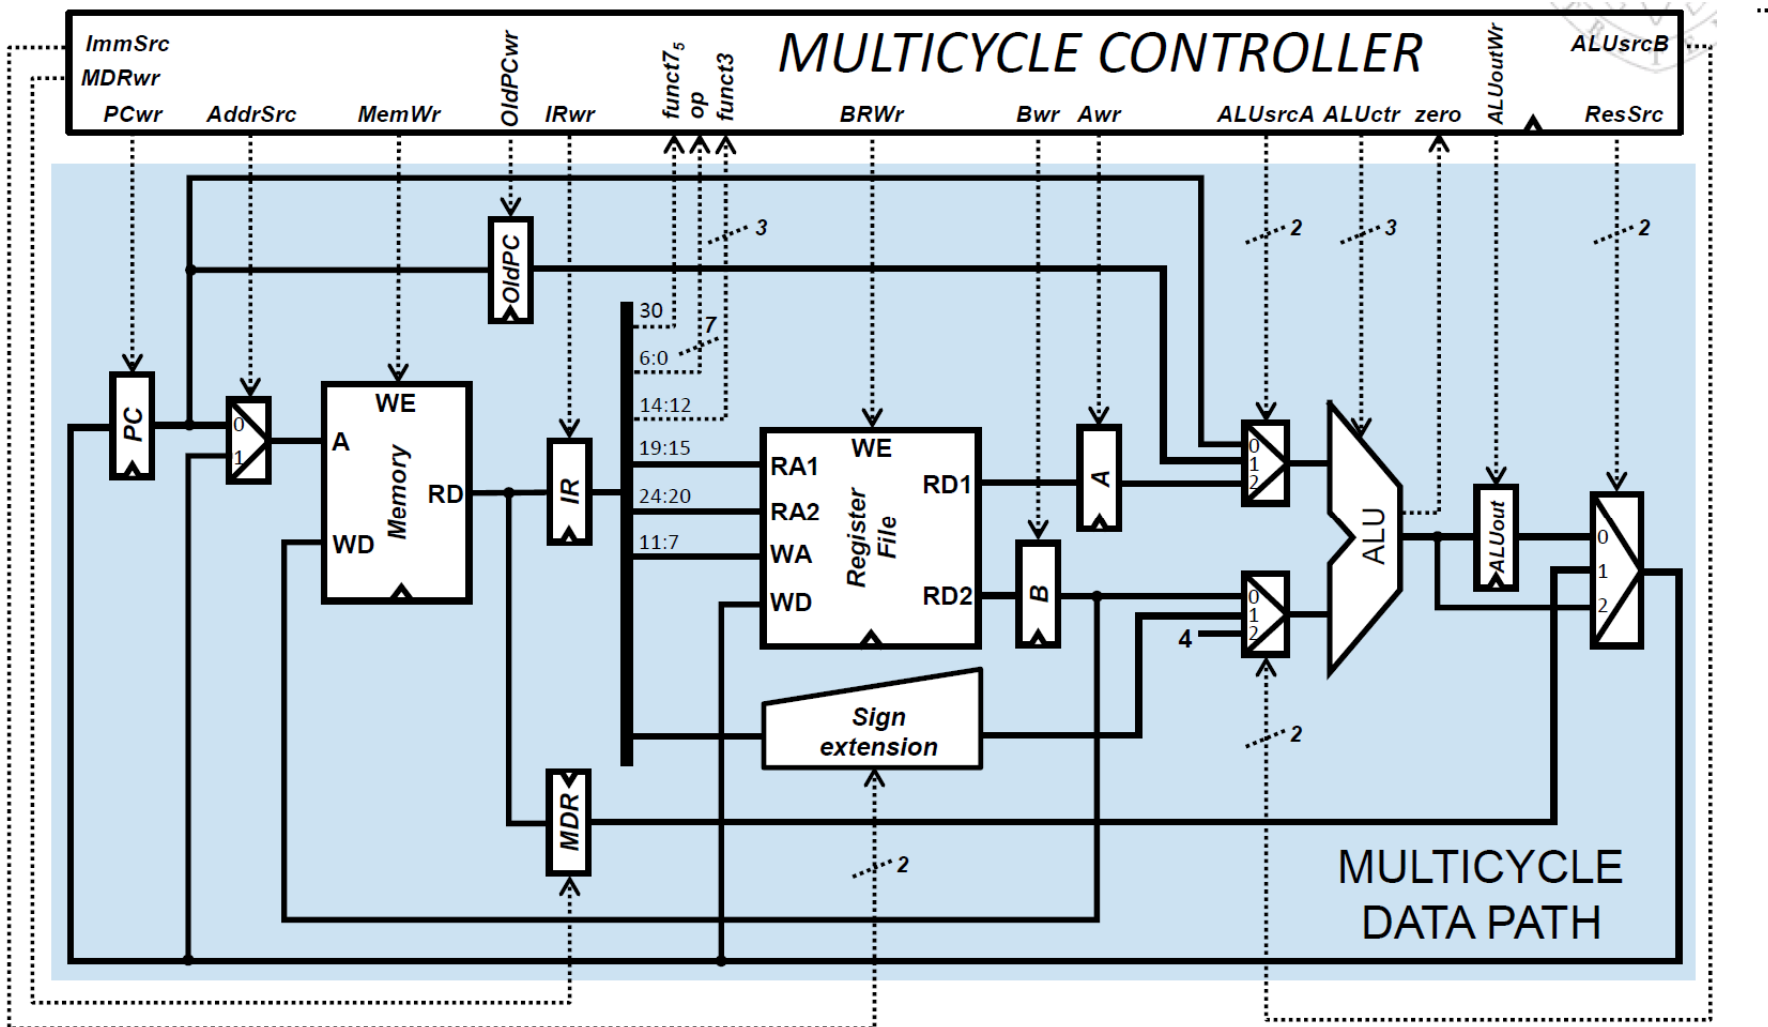 MULTICYCLE CONTROLLER
ImmSrc
MDRwr
PCwr
AddrSrc
MemWr
OldPCwr
IRwr
funct7₅
op
funct3
BRWr
Bwr
Awr
ALUsrcA
ALUctr
zero
ALUoutWr
ALUsrcB
ResSrc
3
2
3
2
OldPC
30
7
6:0
14:12
19:15
24:20
11:7
PC
0
1
WE
A
Memory
RD
WD
IR
WE
RA1
RA2
WA
WD
Register
File
RD1
RD2
A
B
0
1
2
0
1
2
4
ALU
ALUout
0
1
2
Sign
extension
2
MDR
2
MULTICYCLE
DATA PATH